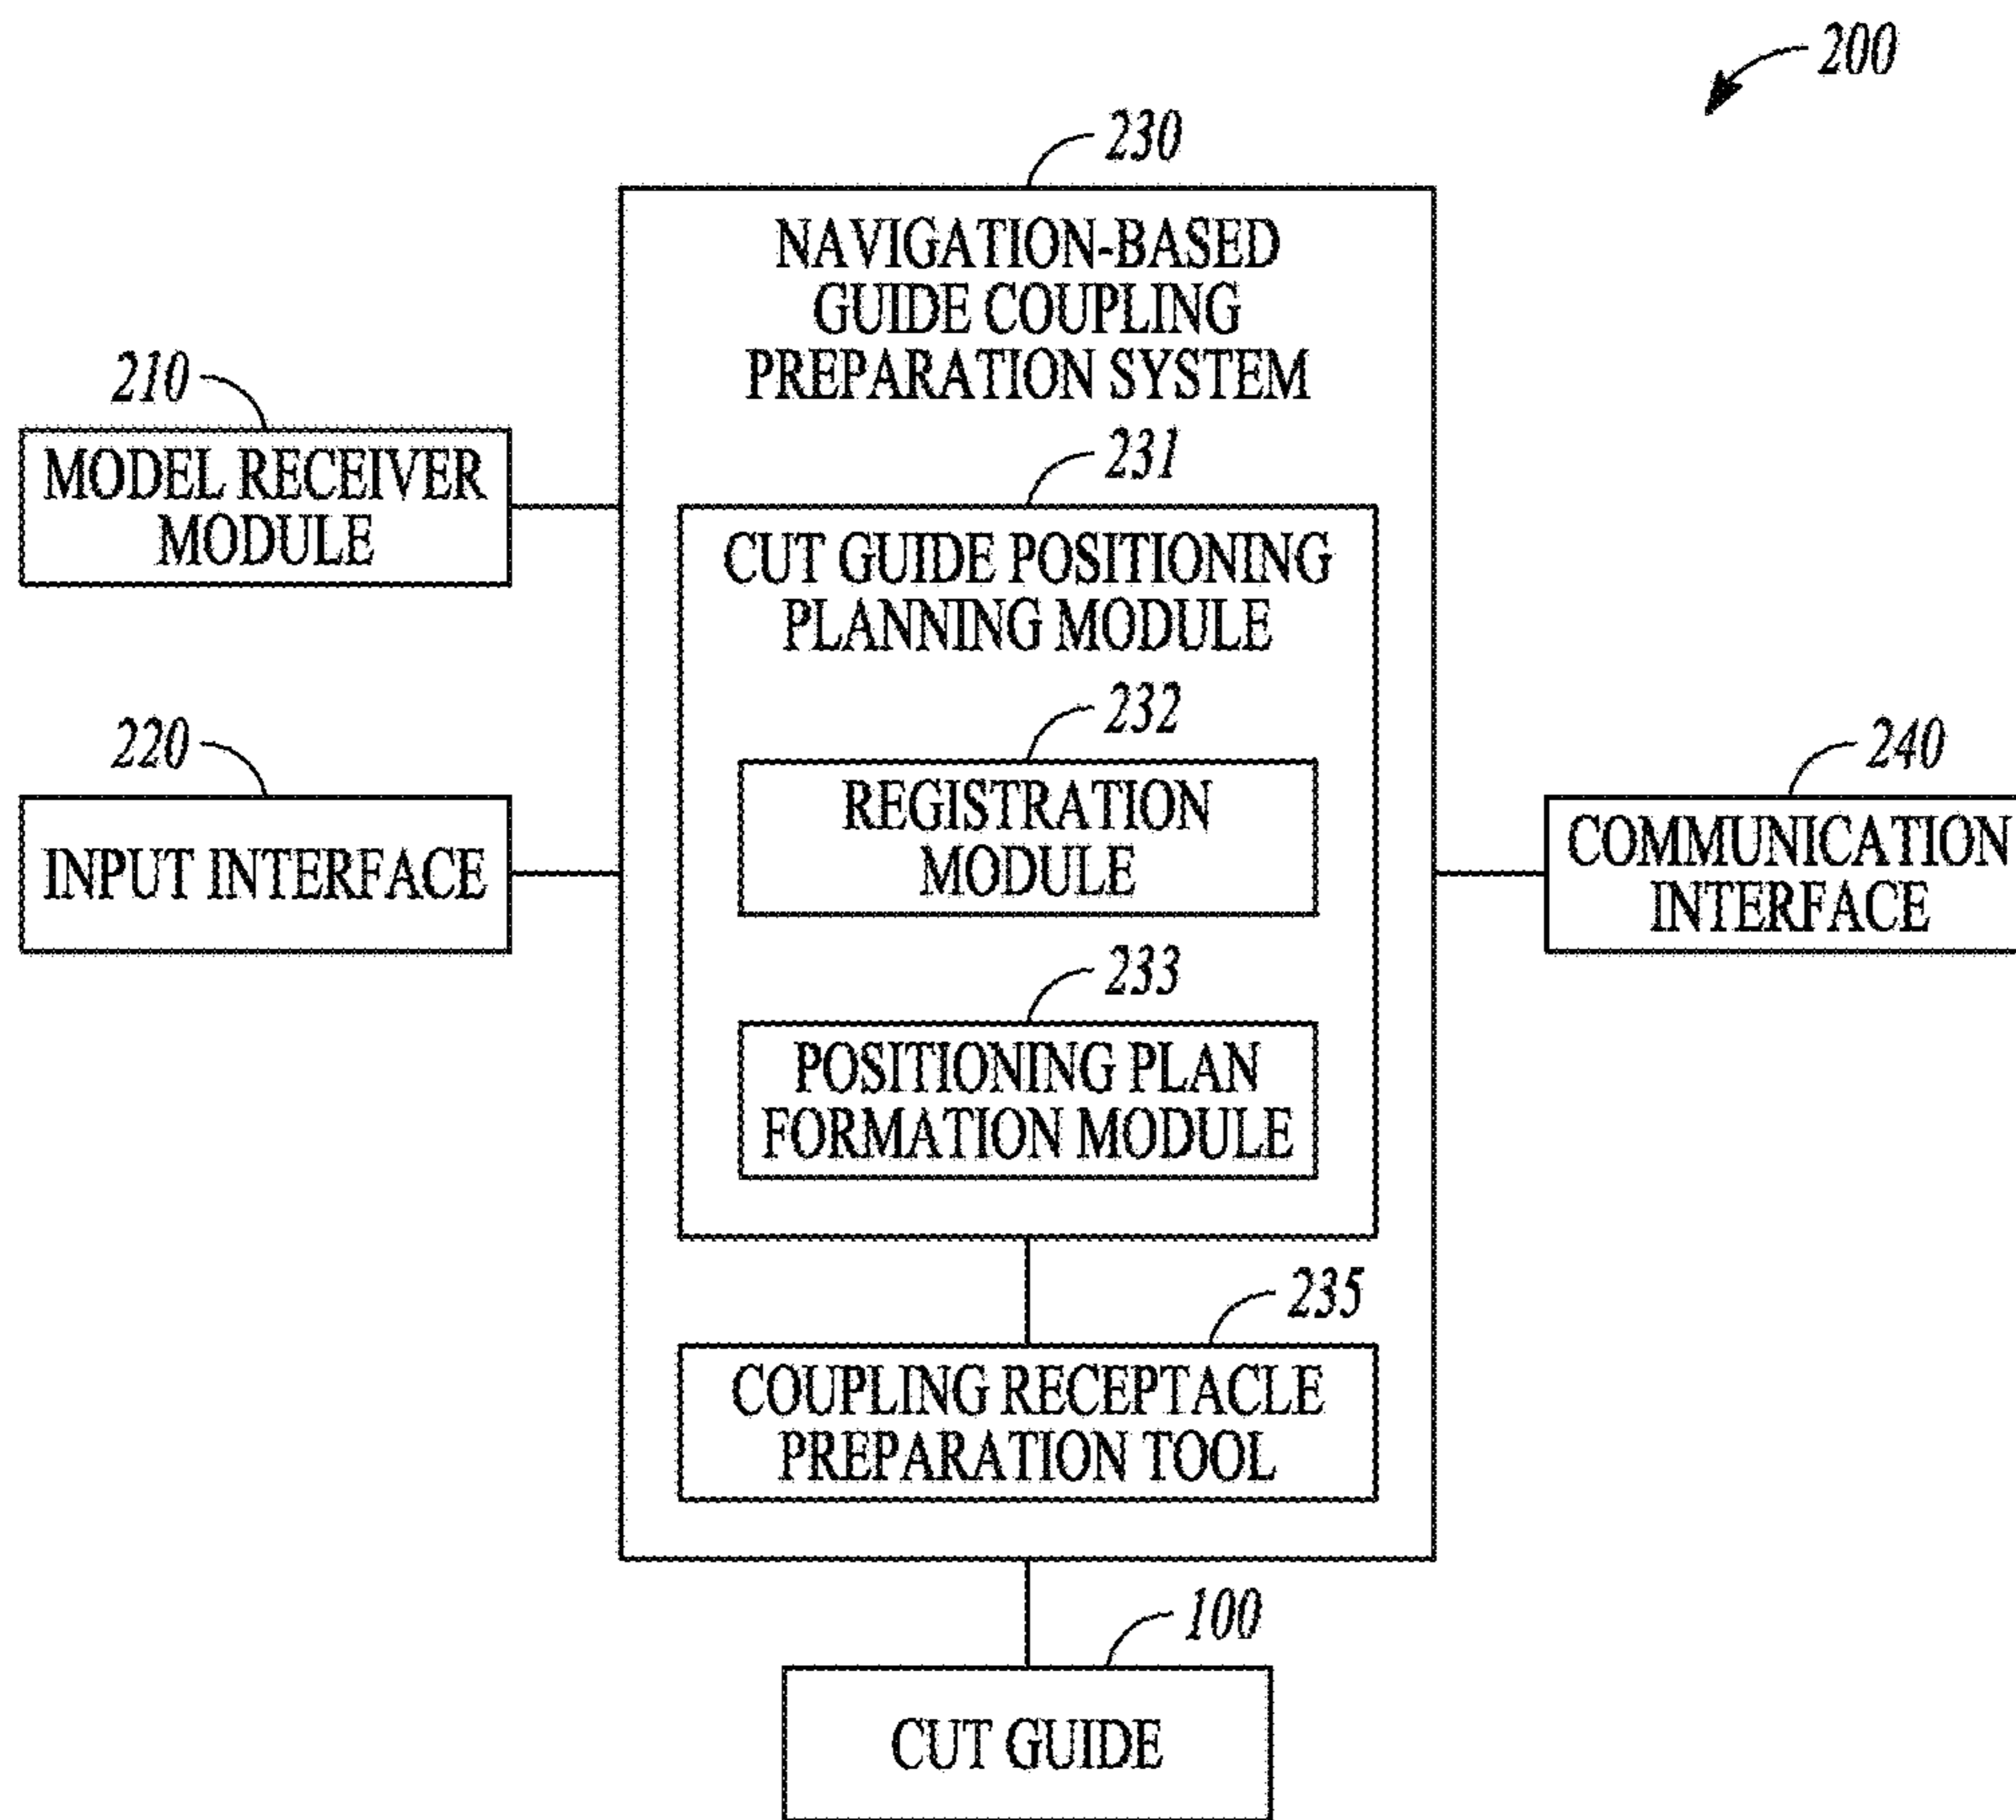 200
230
NAVIGATION-BASED
GUIDE COUPLING
PREPARATION SYSTEM
210
MODEL RECEIVER
MODULE
231
CUT GUIDE POSITIONING
PLANNING MODULE
232
REGISTRATION
MODULE
220
INPUT INTERFACE
240
COMMUNICATION
INTERFACE
233
POSITIONING PLAN
FORMATION MODULE
235
COUPLING RECEPTACLE
PREPARATION TOOL
100
CUT GUIDE